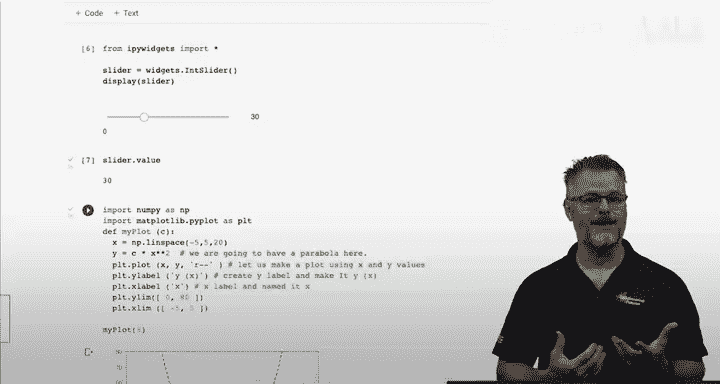 + Code + Text
[6] from ipywidgets import *
slider = widgets.IntSlider()
display(slider)
30
0
[7] slider.value
30
import numpy as np
import matplotlib.pyplot as plt
def myPlot (c):
x = np.linspace(-5,5,20)
y = c * x**2 # we are going to have a parabola here.
plt.plot (x, y, 'r--' ) # let us make a plot using x and y values
plt.ylabel ('y (x)') # create y label and make It y (x)
plt.xlabel ('x') # x label and named it x
plt.ylim([ 0, 80 ])
plt.xlim ([ -5, 5 ])